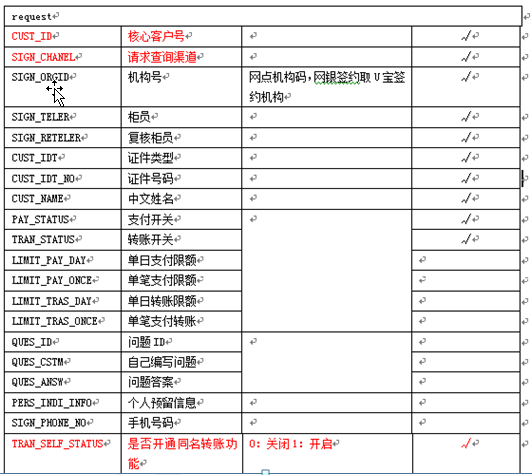 request
CUST_ID 核心客户号 √
SIGN_CHANEL 请求查询渠道 √
SIGN_ORGID 机构号 网点机构码，网银签约取 U 宝签 √
约机构
SIGN_TELER 柜员 √
SIGN_RETELER 复核柜员 √
CUST_IDT 证件类型 √
CUST_IDT_NO 证件号码 √
CUST_NAME 中文姓名 √
PAY_STATUS 支付开关 √
TRAN_STATUS 转账开关 √
LIMIT_PAY_DAY 单日支付限额
LIMIT_PAY_ONCE 单笔支付限额
LIMIT_TRAS_DAY 单日转账限额
LIMIT_TRAS_ONCE 单笔支付转账
QUES_ID 问题 ID
QUES_CSTM 自己编写问题
QUES_ANSW 问题答案
PERS_INDI_INFO 个人预留信息
SIGN_PHONE_NO 手机号码
TRAN_SELF_STATUS 是否开通同名转账功 0：关闭 1：开启 √
能